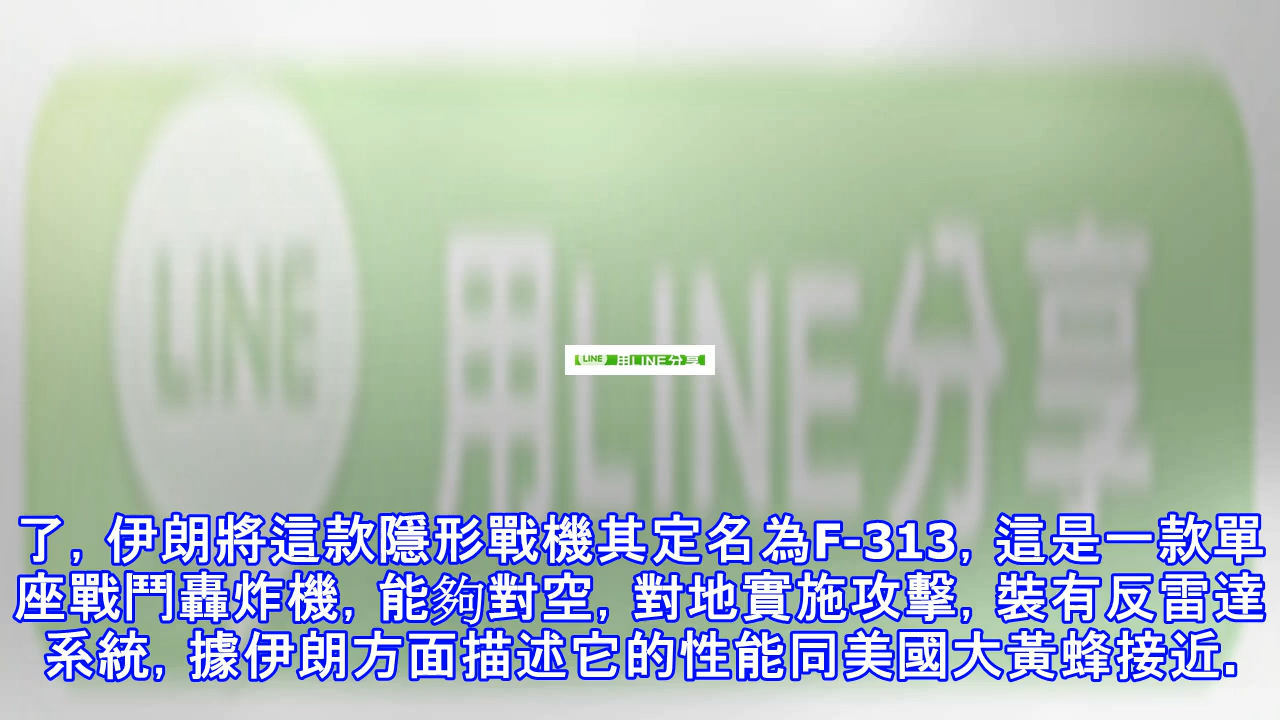 LINE 用LINE分享
LINE 用LINE分享
了, 伊朗將這款隱形戰機其定名為F-313, 這是一款單
座戰鬥轟炸機, 能夠對空, 對地實施攻擊, 裝有反雷達
系統, 據伊朗方面描述它的性能同美國大黃蜂接近.